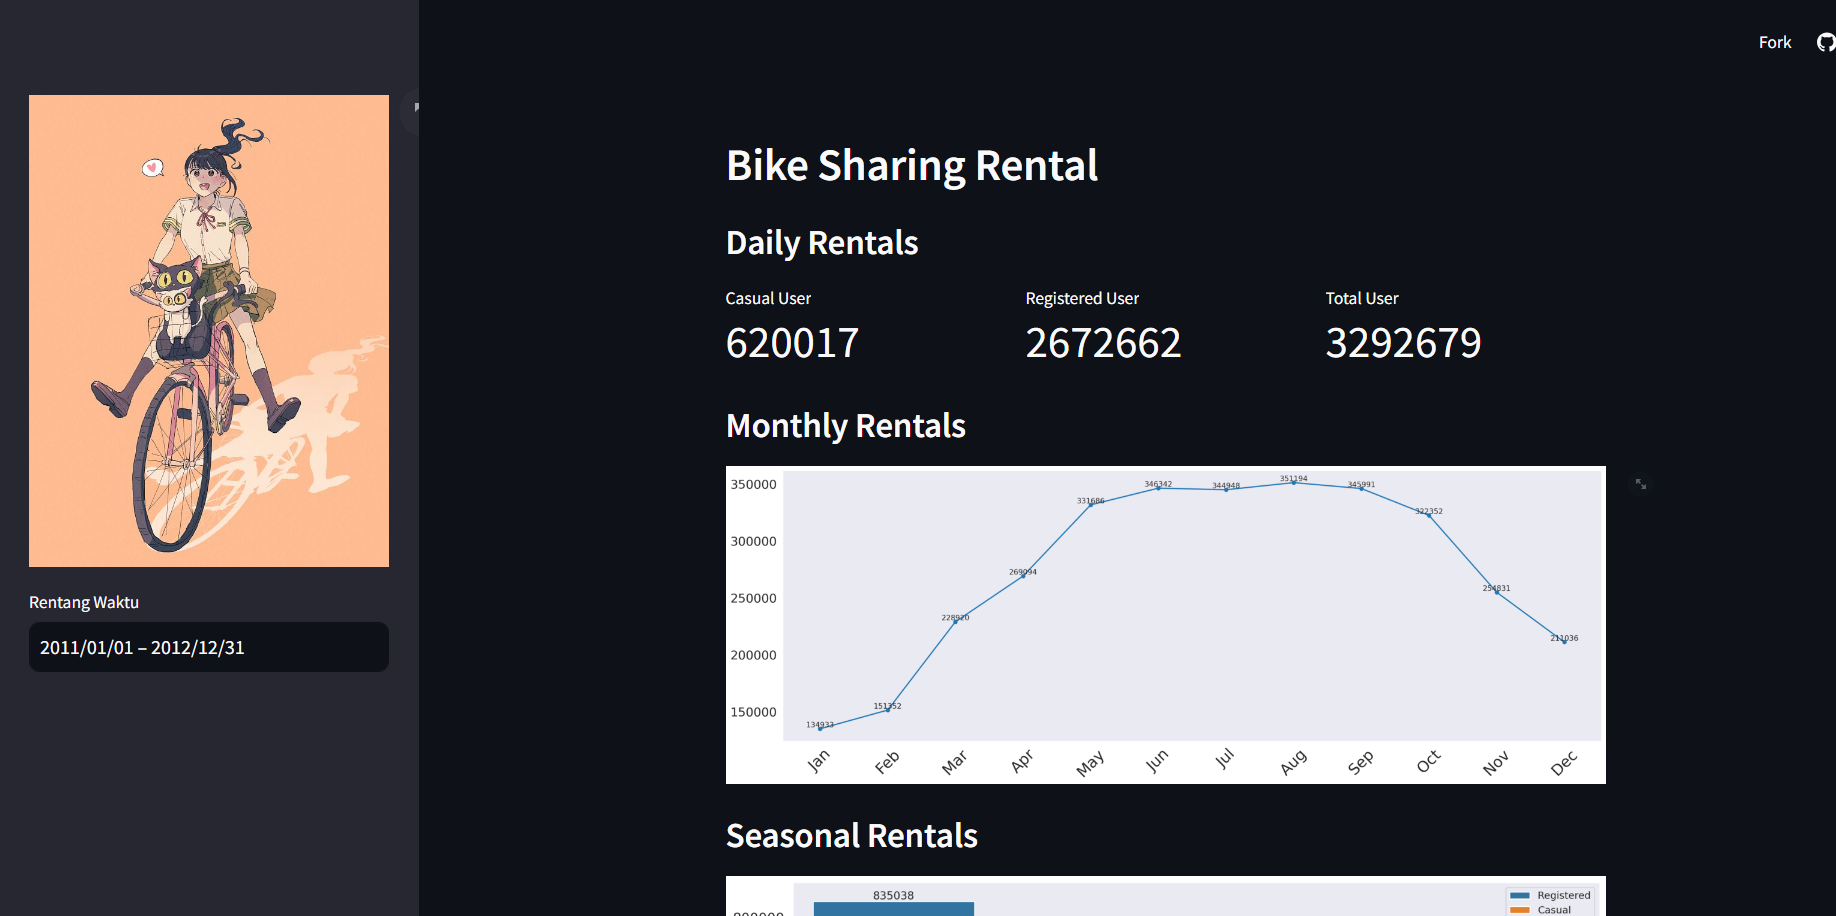 Fork
Rentang Waktu
2011/01/01 – 2012/12/31
Bike Sharing Rental
Daily Rentals
Casual User
Registered User
Total User
620017
2672662
3292679
Monthly Rentals
350000
300000
250000
200000
150000
134933
151352
228920
269094
331686
346342
344948
351194
345991
322352
254831
211036
Jan
Feb
Mar
Apr
May
Jun
Jul
Aug
Sep
Oct
Nov
Dec
Seasonal Rentals
835038
Registered
Casual